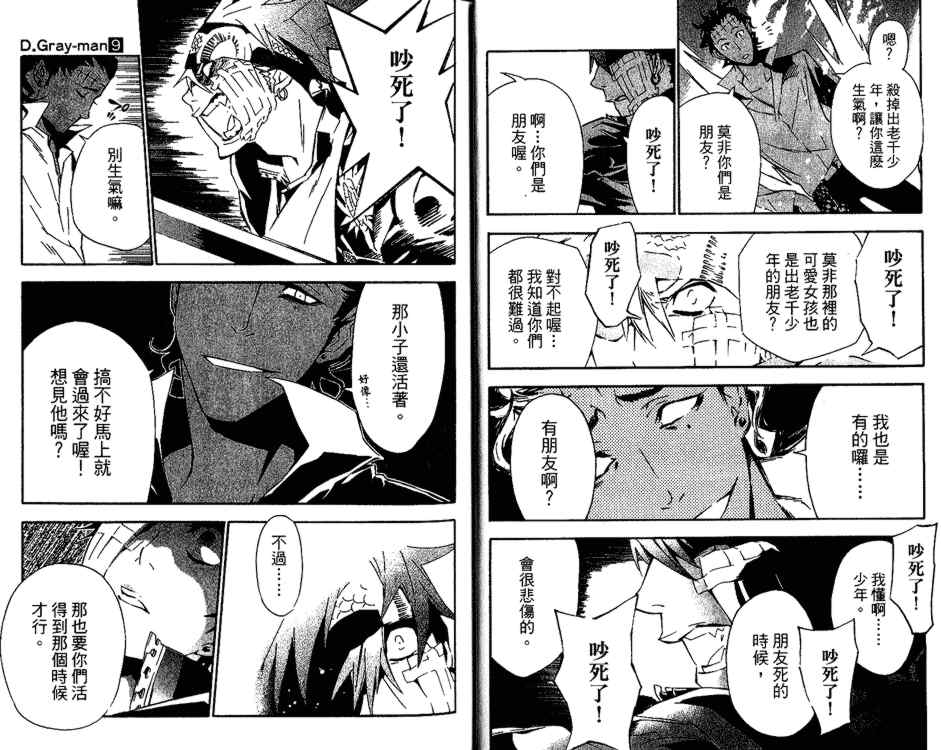 嗯？
殺掉出老千少
年，讓你這麼
生氣啊？
莫非你們是
朋友？
吵死了！
啊…你們是
朋友喔。
吵死了！
莫非那裡的
可愛女孩也
是出老千少
年的朋友？
吵死了！
對不起喔…
我知道你們
都很難過。
我也是
有的囉……
有朋友啊？
吵死了！
我懂啊……
少年。
吵死了！
朋友死的
時候，
吵死了！
會很悲傷的。
D.Gray-man 9
吵死了！
別生氣嘛。
那小子還活著。
好像…
搞不好馬上就
會過來了喔！
想見他嗎？
不過……
那也要你們活
得到那個時候
才行。